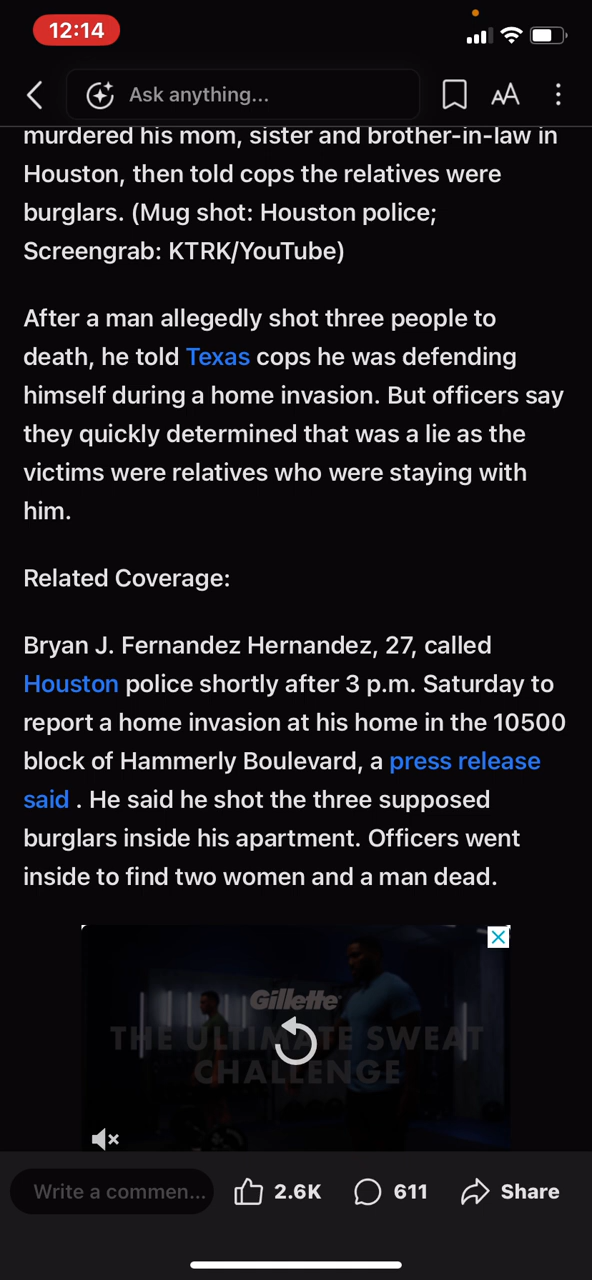 12:14
Ask anything...
AA
murdered his mom, sister and brother-in-law in
Houston, then told cops the relatives were
burglars. (Mug shot: Houston police;
Screengrab: KTRK/YouTube)
After a man allegedly shot three people to
death, he told Texas cops he was defending
himself during a home invasion. But officers say
they quickly determined that was a lie as the
victims were relatives who were staying with
him.
Related Coverage:
Bryan J. Fernandez Hernandez, 27, called
Houston police shortly after 3 p.m. Saturday to
report a home invasion at his home in the 10500
block of Hammerly Boulevard, a press release
said . He said he shot the three supposed
burglars inside his apartment. Officers went
inside to find two women and a man dead.
Gillette
THE ULTIMATE SWEAT
CHALLENGE
Write a commen... 2.6K 611 Share